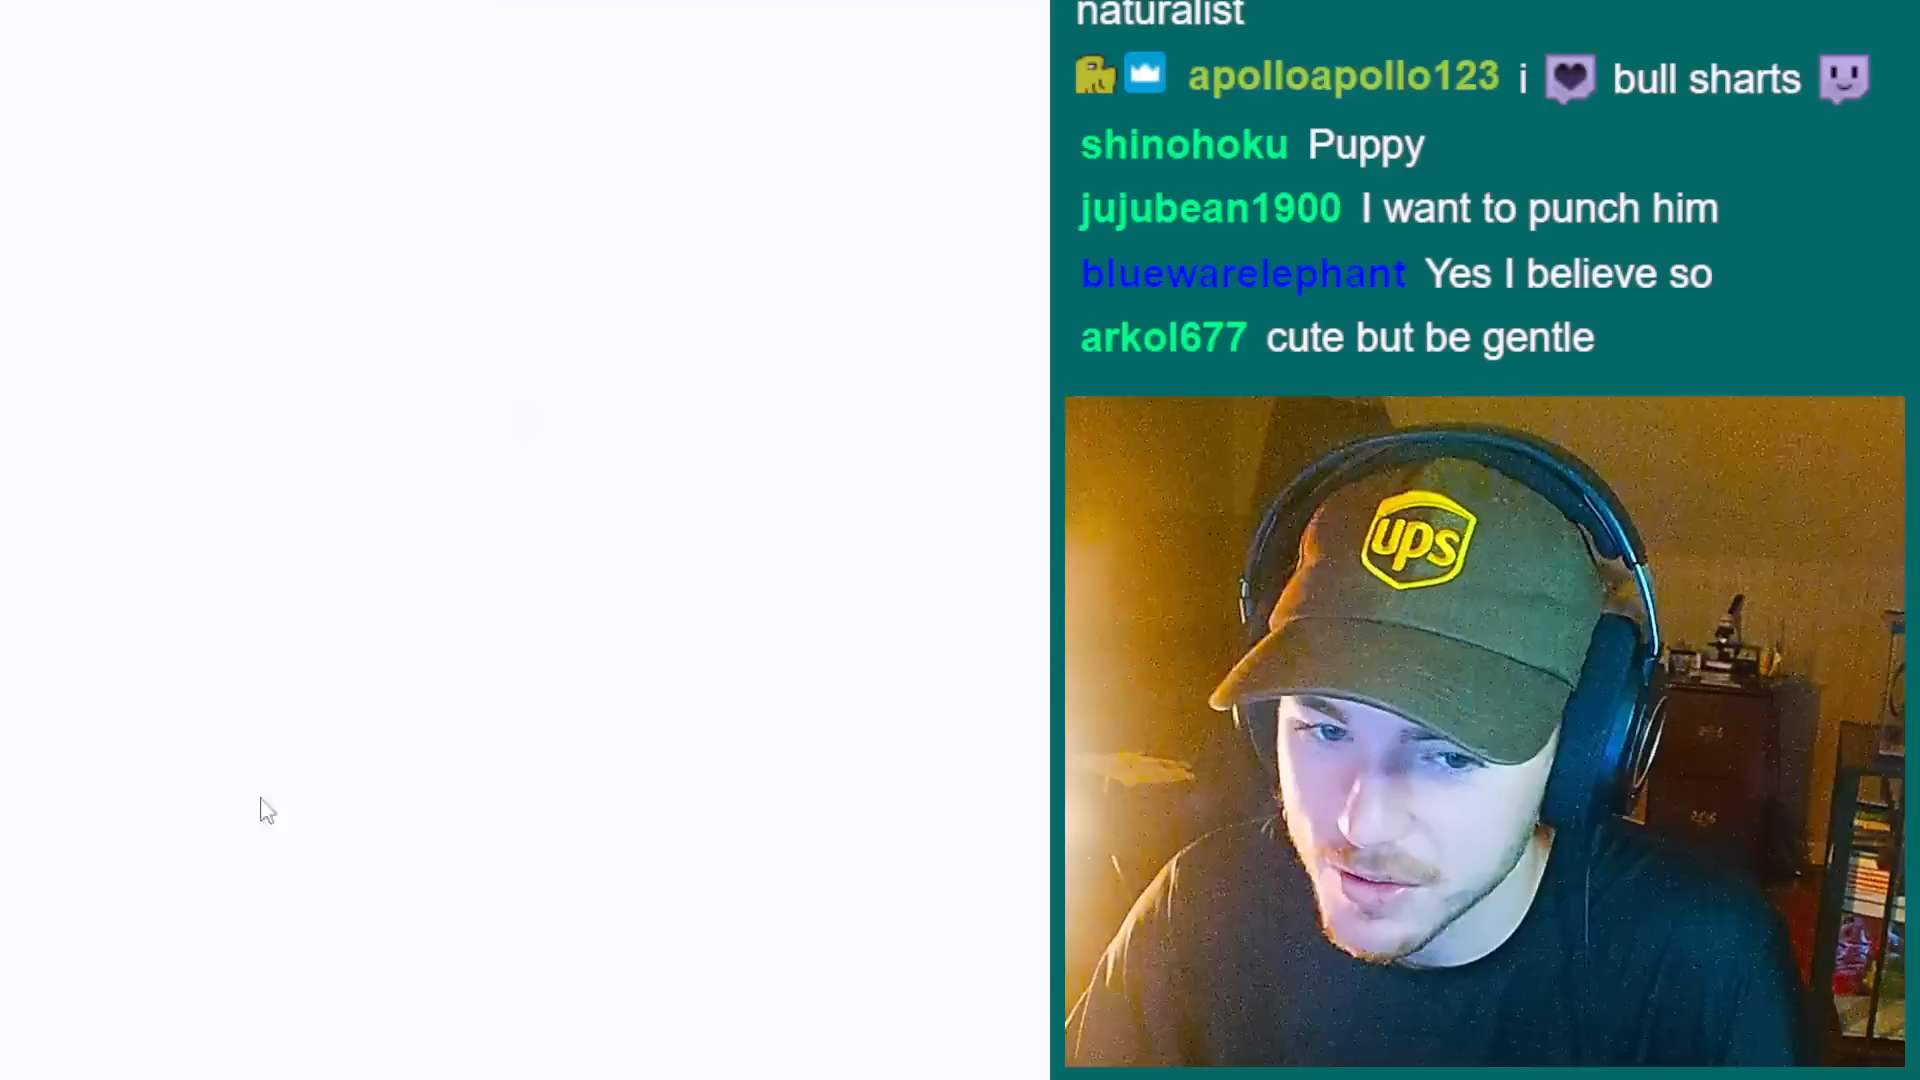 naturalist
apolloapollo123 i bull sharts
shinohoku Puppy
jujubean1900 I want to punch him
bluewarelephant Yes I believe so
arkol677 cute but be gentle
ups